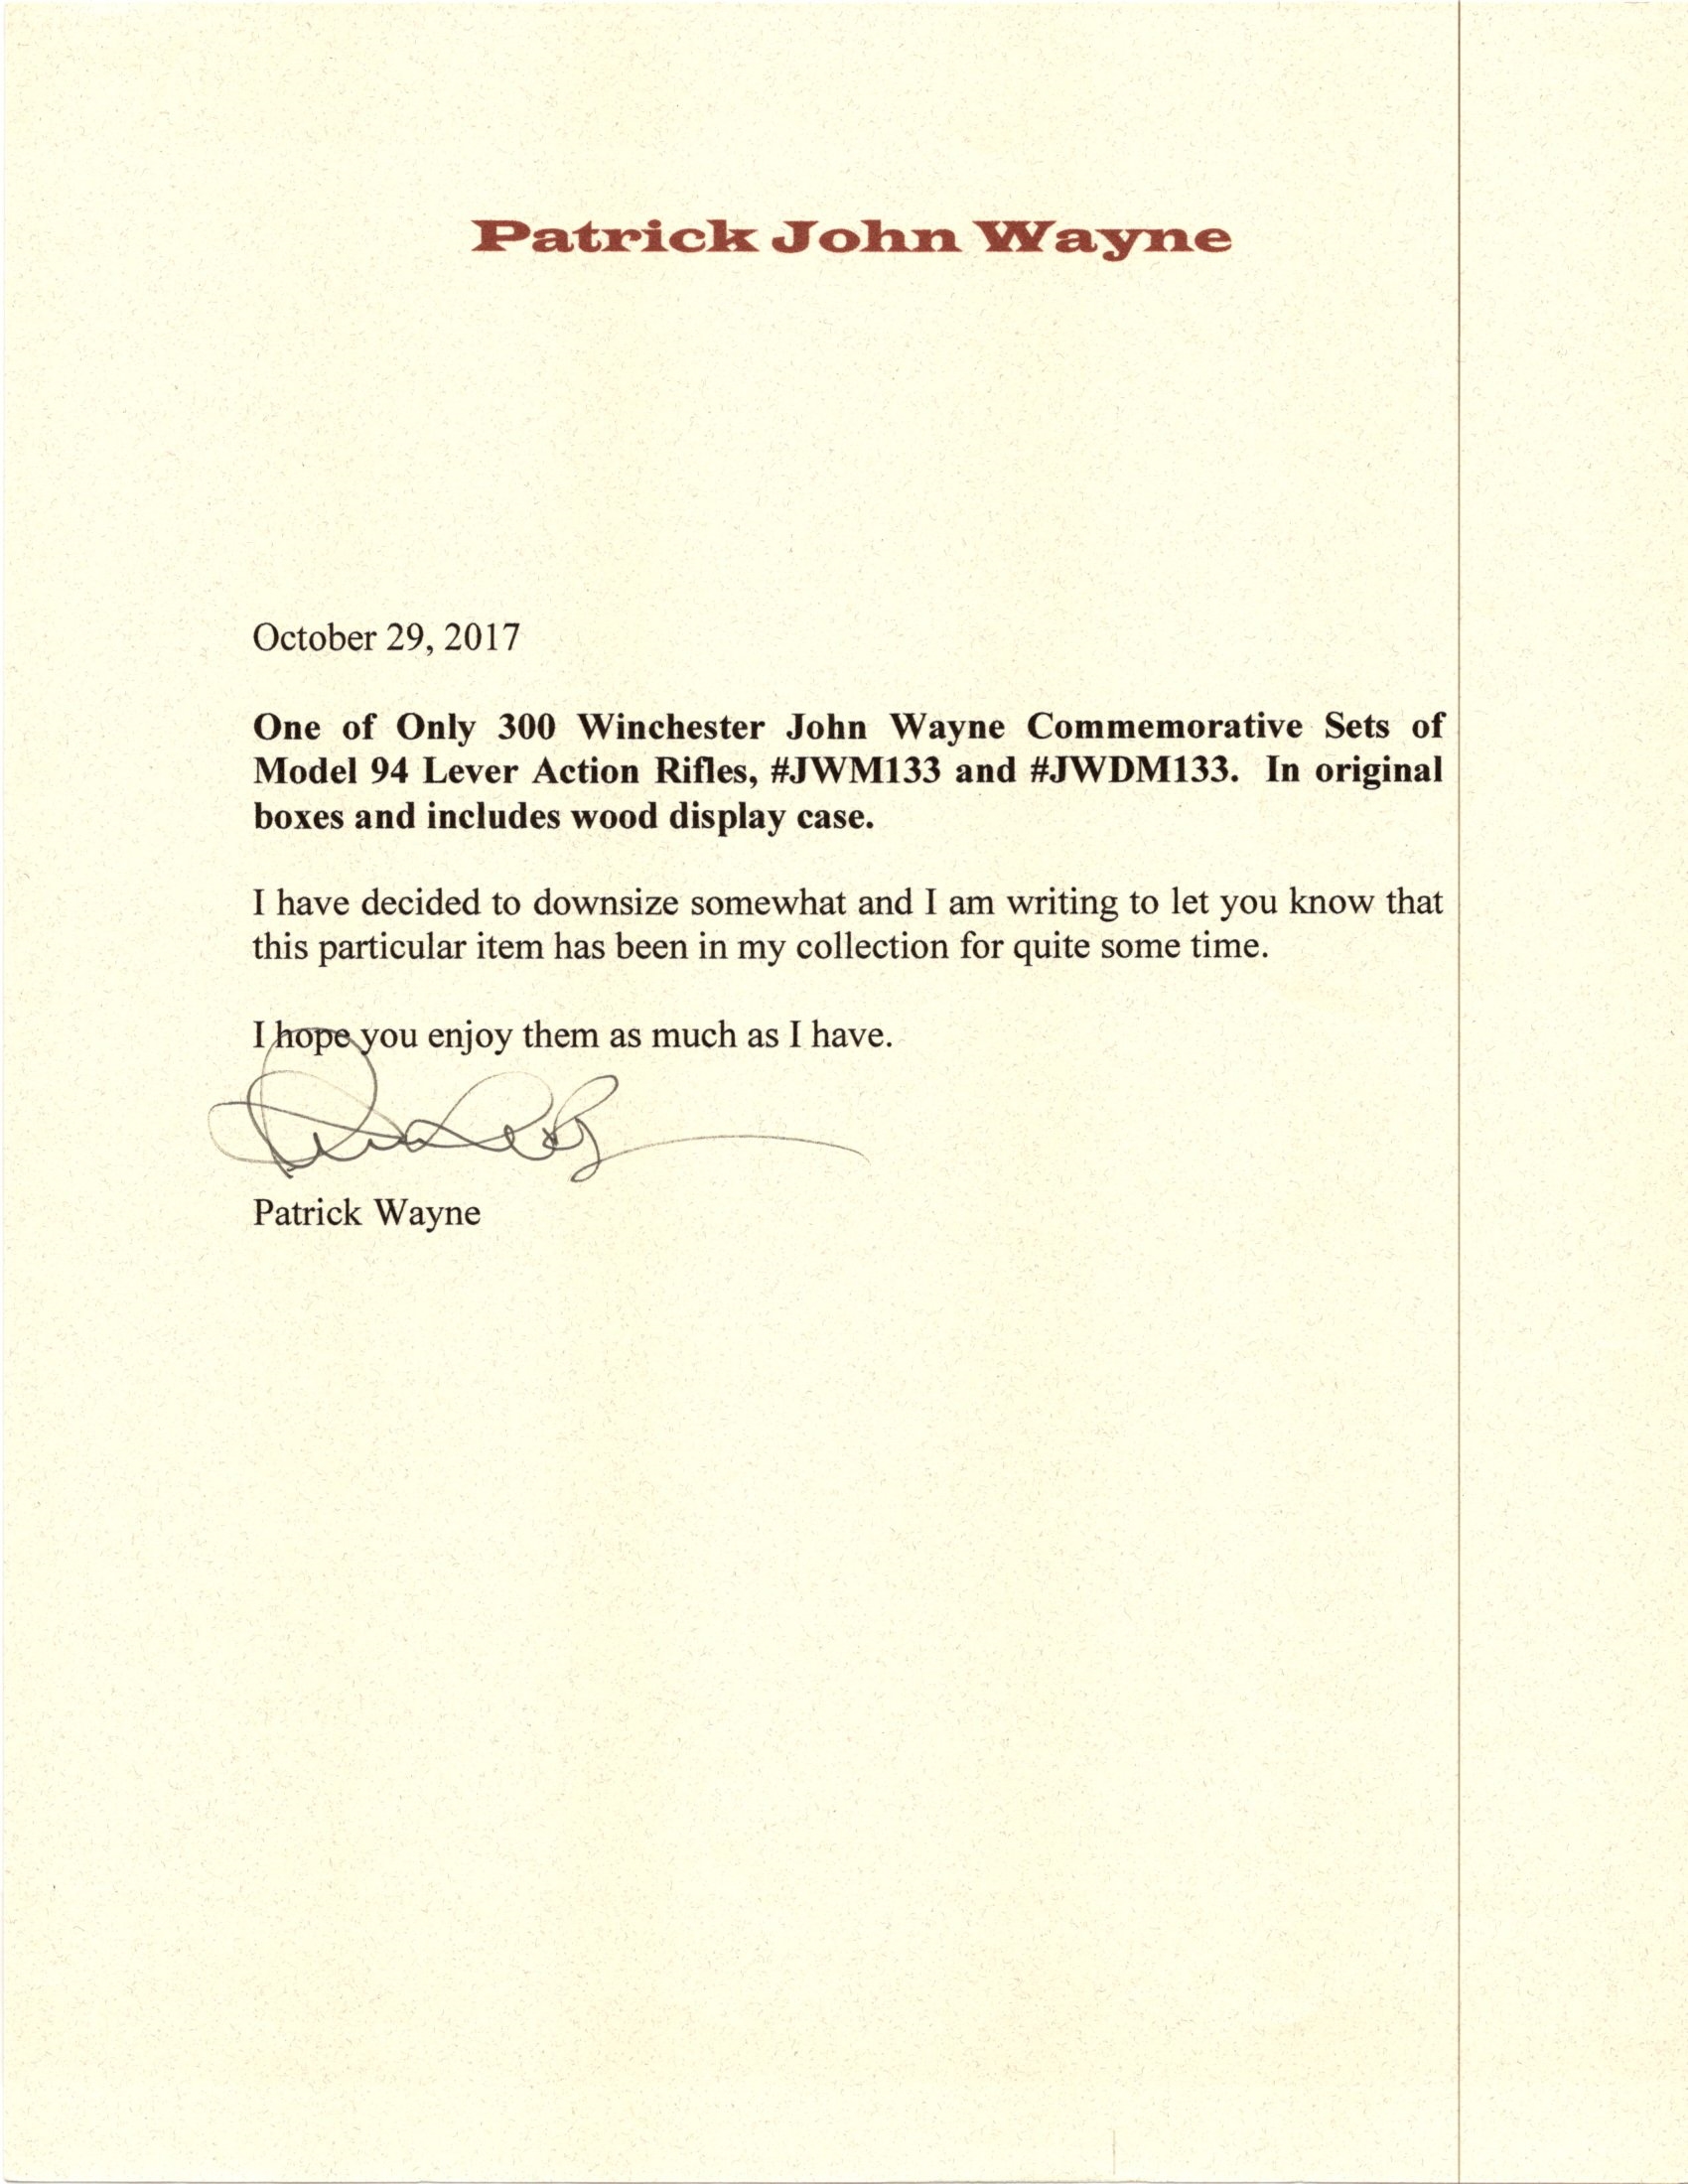 Patrick John Wayne
October 29, 2017
One of Only 300 Winchester John Wayne Commemorative Sets of
Model 94 Lever Action Rifles, #JWM133 and #JWDM133. In original
boxes and includes wood display case.
I have decided to downsize somewhat and I am writing to let you know that
this particular item has been in my collection for quite some time.
I hope you enjoy them as much as I have.
Patrick Wayne